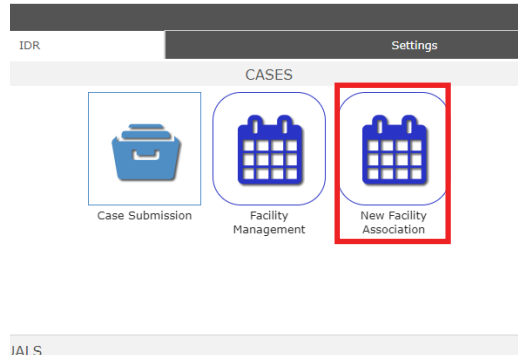 IDR Settings
CASES
Case Submission Facility Management New Facility Association